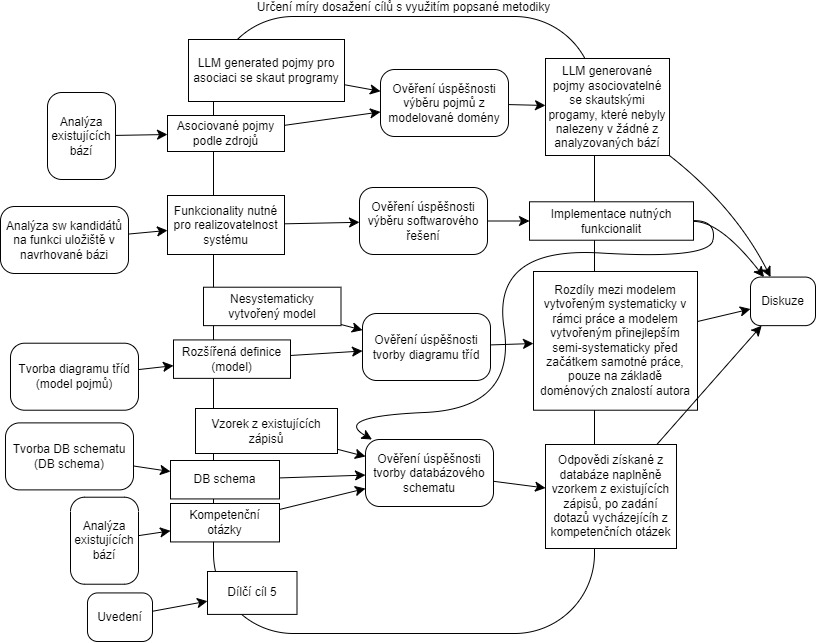 Určení míry dosažení cílů s využitím popsané metodiky
LLM generated pojmy pro
asociaci se skaut programy
Ověření úspěšnosti
výběru pojmů z
modelované domény
LLM generované
pojmy asociovatelné
se skautskými
progamy, které nebyly
nalezeny v žádné z
analyzovaných bází
Analýza
existujících
bází
Asociované pojmy
podle zdrojů
Analýza sw kandidátů
na funkci uložiště v
navrhované bázi
Funkcionality nutné
pro realizovatelnost
systému
Ověření úspěšnosti
výběru softwarového
řešení
Implementace nutných
funkcionalit
Nesystematicky
vytvořený model
Rozdíly mezi modelem
vytvořeným systematicky v
rámci práce a modelem
vytvořeným přinejlepším
semi-systematicky před
začátkem samotné práce,
pouze na základě
doménových znalostí autora
Diskuze
Tvorba diagramu tříd
(model pojmů)
Rozšířená definice
(model)
Ověření úspěšnosti
tvorby diagramu tříd
Vzorek z existujících
zápisů
Tvorba DB schematu
(DB schema)
DB schema
Ověření úspěšnosti
tvorby databázového
schematu
Odpovědi získané z
databáze naplněně
vzorkem z existujících
zápisů, po zadání
dotazů vycházejícíh z
kompetenčních otázek
Analýza
existujících
bází
Kompetenční
otázky
Uvedení
Dílčí cíl 5